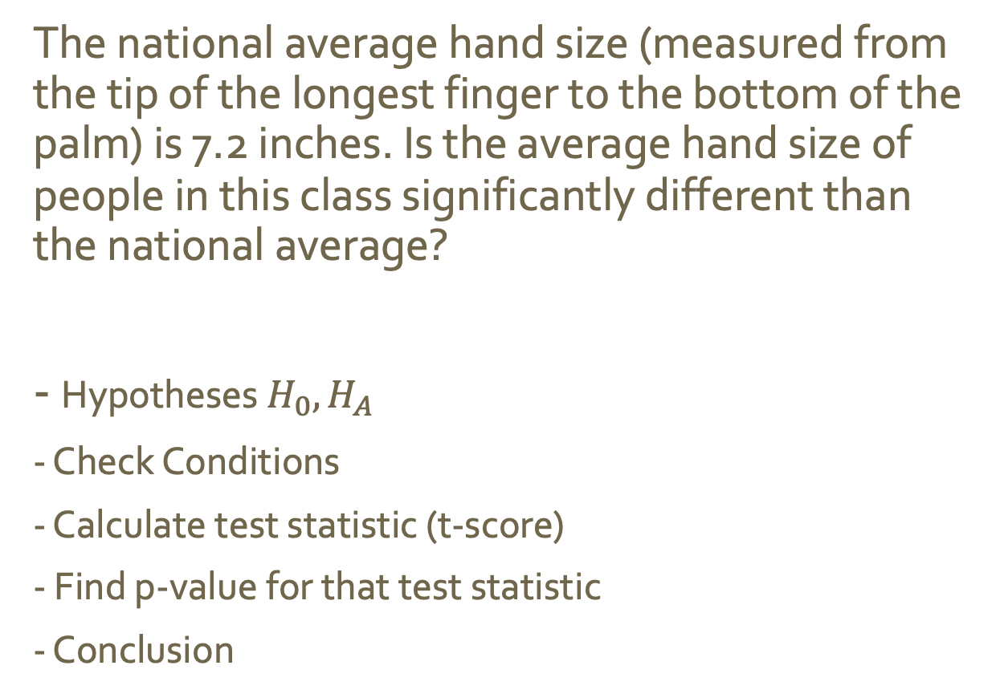 The national average hand size (measured from
the tip of the longest finger to the bottom of the
palm) is 7.2 inches. Is the average hand size of
people in this class significantly different than
the national average?
- Hypotheses H₀, H_A
- Check Conditions
- Calculate test statistic (t-score)
- Find p-value for that test statistic
- Conclusion